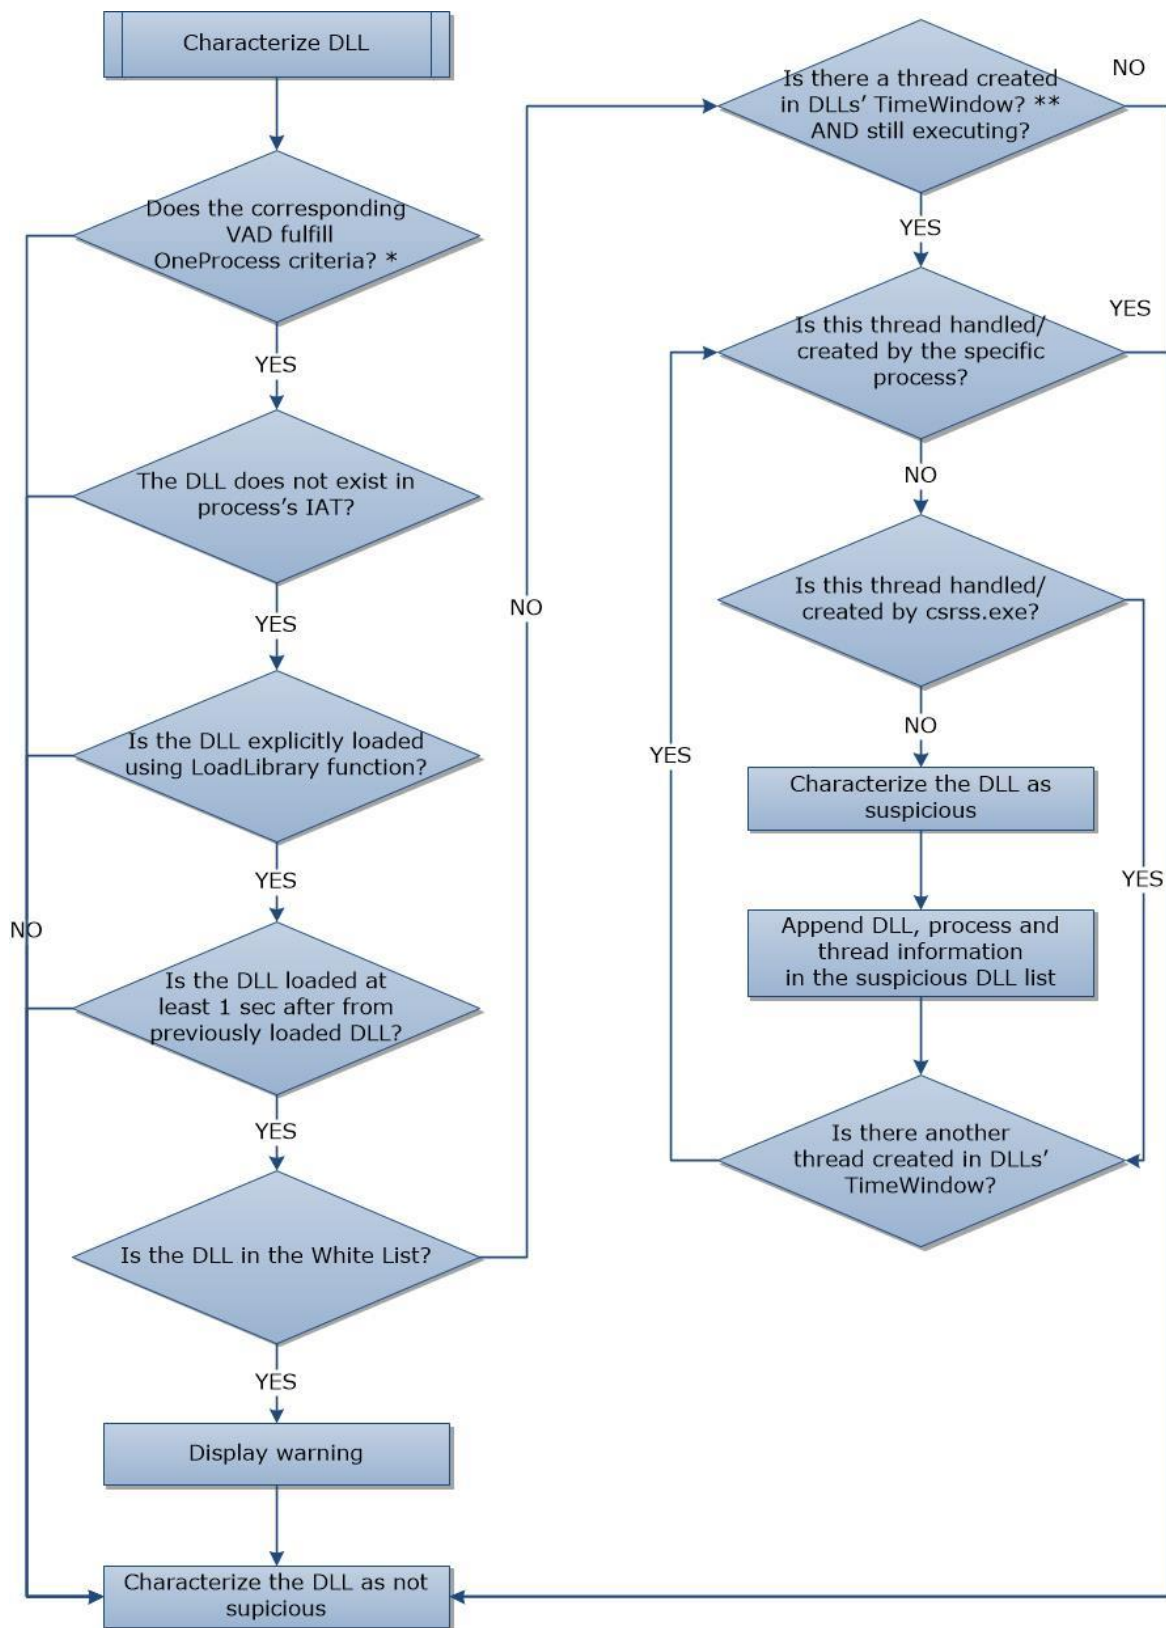 Characterize DLL
Does the corresponding
VAD fulfill
OneProcess criteria? *
YES
The DLL does not exist in
process's IAT?
YES
Is the DLL explicitly loaded
using LoadLibrary function?
YES
NO
Is the DLL loaded at
least 1 sec after from
previously loaded DLL?
YES
Is the DLL in the White List?
YES
Display warning
Characterize the DLL as not
supicious
NO
Is there a thread created
in DLLs' TimeWindow? **
AND still executing?
NO
YES
Is this thread handled/
created by the specific
process?
YES
NO
Is this thread handled/
created by csrss.exe?
NO
YES
Characterize the DLL as
suspicious
YES
Append DLL, process and
thread information
in the suspicious DLL list
Is there another
thread created in DLLs'
TimeWindow?